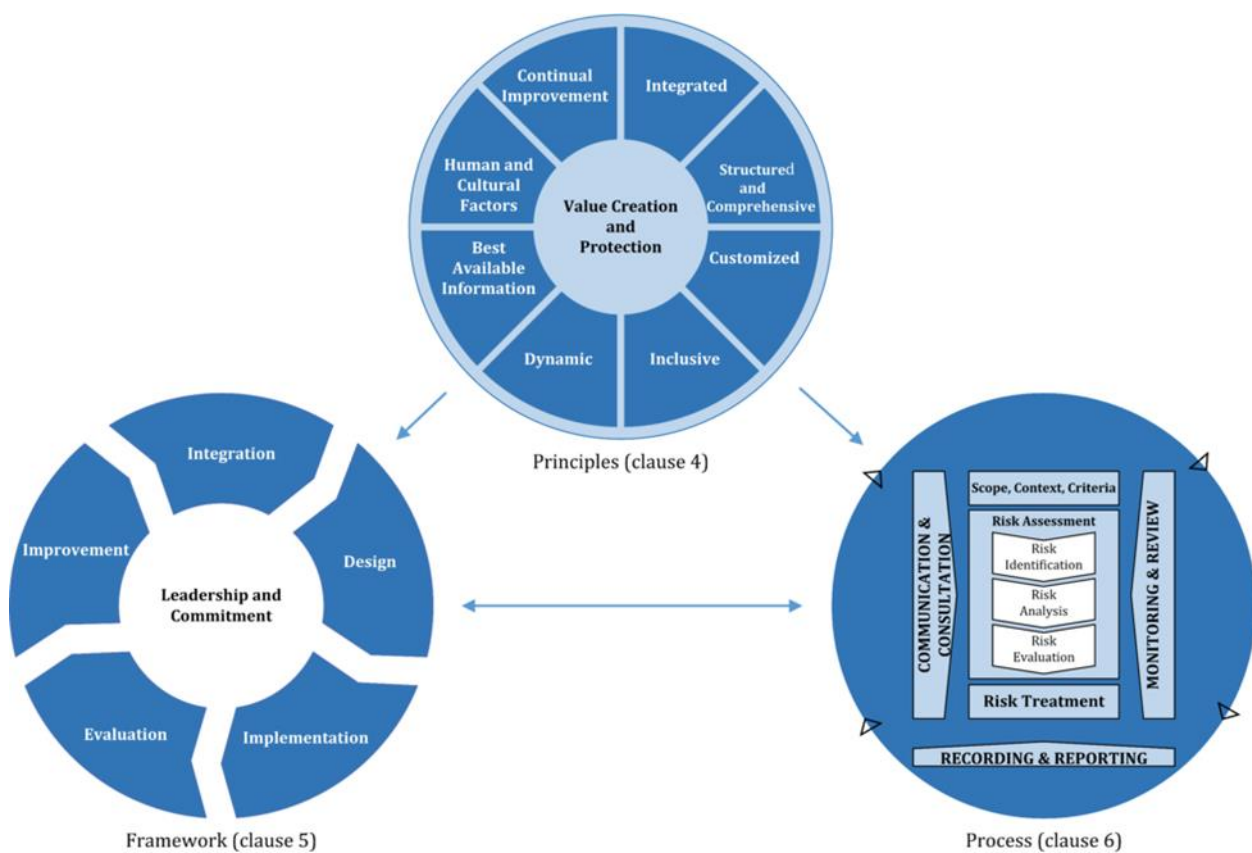 Continual
Improvement
Integrated
Human and
Cultural
Factors
Structured
and
Comprehensive
Value Creation
and
Protection
Best
Available
Information
Customized
Dynamic
Inclusive
Principles (clause 4)
Integration
Improvement
Design
Leadership and
Commitment
Evaluation
Implementation
Framework (clause 5)
Scope, Context, Criteria
Risk Assessment
Risk
Identification
Risk
Analysis
Risk
Evaluation
Risk Treatment
COMMUNICATION &
CONSULTATION
MONITORING & REVIEW
RECORDING & REPORTING
Process (clause 6)